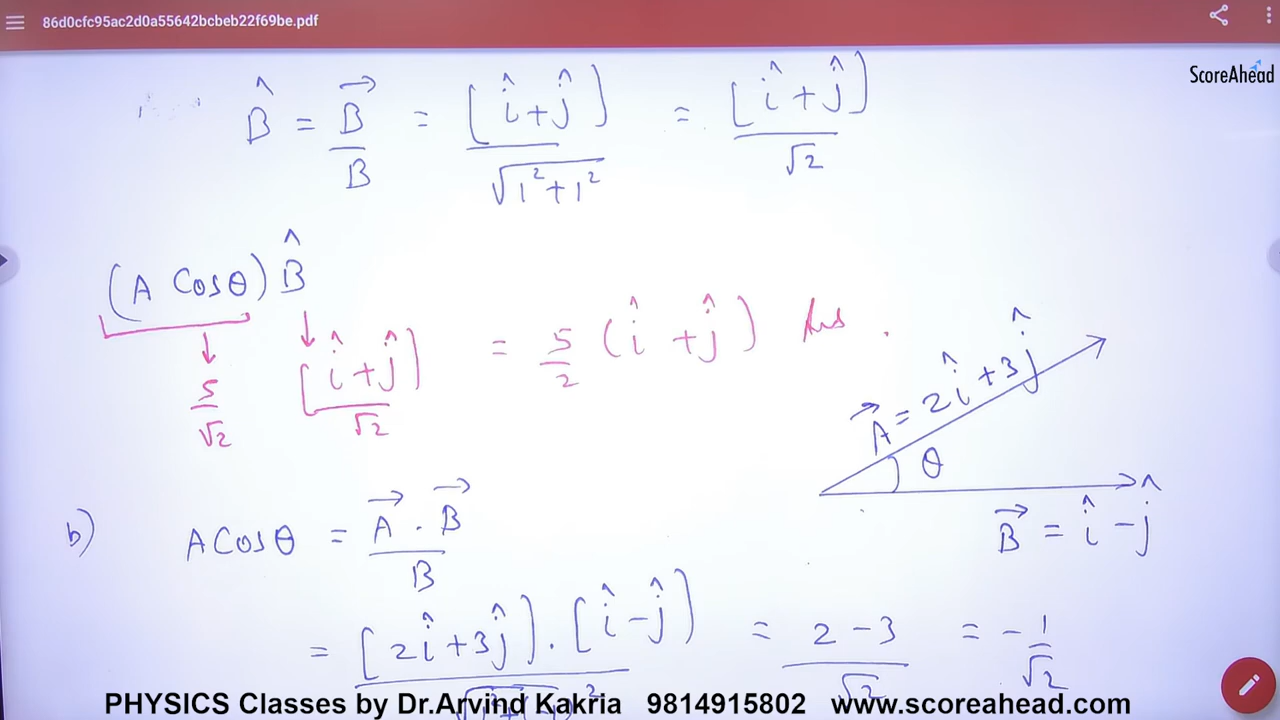 86d0cfc95ac2d0a55642bcbeb22f69be.pdf
ScoreAhead
B̂ = B⃗/B = [î+ĵ]/√1²+1² = [î+ĵ]/√2
(A Cosθ) B̂
5/√2 [î+ĵ]/√2 = 5/2 (î+ĵ) Ans.
A⃗ = 2î+3ĵ
θ
B⃗ = î-ĵ
b) A Cosθ = A⃗ . B⃗/B
= [2î+3ĵ].[î-ĵ] = 2-3/√2 = -1/√2
PHYSICS Classes by Dr.Arvind Kakria 9814915802 www.scoreahead.com